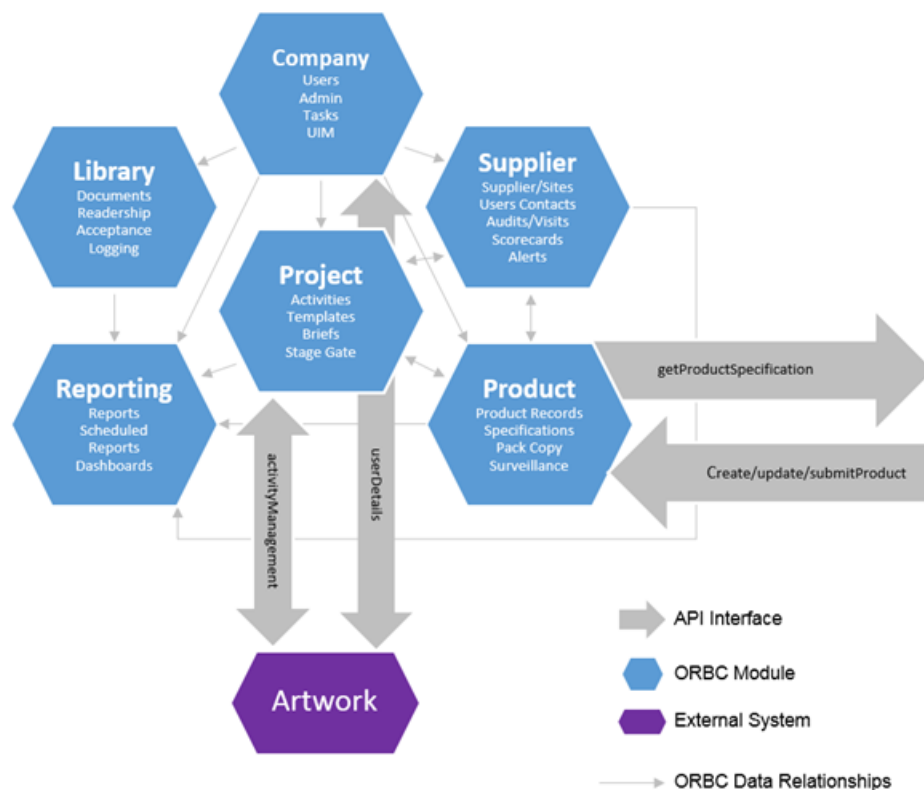 Company
Users
Admin
Tasks
UIM
Library
Documents
Readership
Acceptance
Logging
Supplier
Supplier/Sites
Users Contacts
Audits/Visits
Scorecards
Alerts
Project
Activities
Templates
Briefs
Stage Gate
Reporting
Reports
Scheduled
Reports
Dashboards
Product
Product Records
Specifications
Pack Copy
Surveillance
getProductSpecification
Create/update/submitProduct
activityManagement
userDetails
Artwork
API Interface
ORBC Module
External System
ORBC Data Relationships